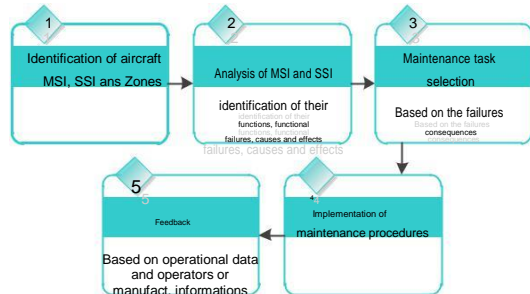 1
Identification of aircraft
MSI, SSI ans Zones
2
Analysis of MSI and SSI
identification of their
functions, functional
failures, causes and effects
3
Maintenance task
selection
Based on the failures
consequences
4
Implementation of
maintenance procedures
5
Feedback
Based on operational data
and operators or
manufact. informations